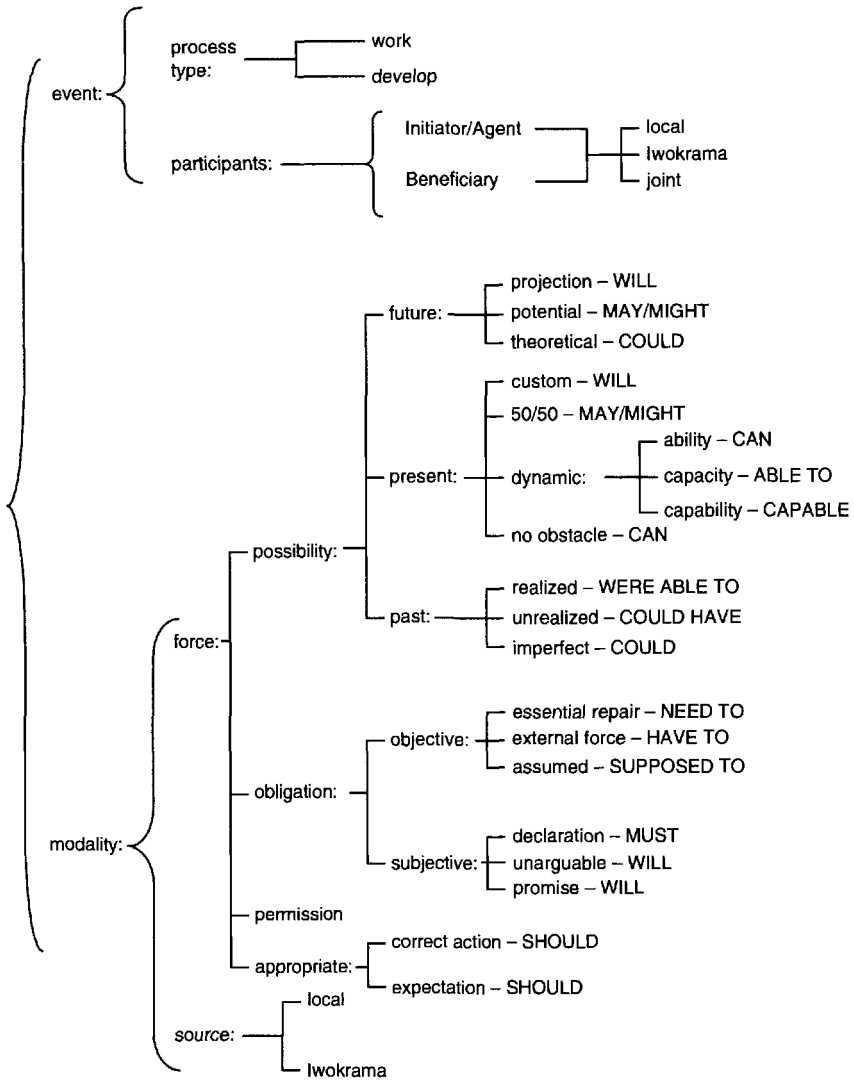 process
type:
work
develop
event:
participants:
Initiator/Agent
Beneficiary
local
Iwokrama
joint
projection – WILL
future:
potential – MAY/MIGHT
theoretical – COULD
custom – WILL
50/50 – MAY/MIGHT
present:
dynamic:
ability – CAN
capacity – ABLE TO
capability – CAPABLE
no obstacle – CAN
possibility:
realized – WERE ABLE TO
past:
unrealized – COULD HAVE
imperfect – COULD
force:
essential repair – NEED TO
objective:
external force – HAVE TO
assumed – SUPPOSED TO
obligation:
declaration – MUST
subjective:
unarguable – WILL
promise – WILL
modality:
permission
correct action – SHOULD
appropriate:
expectation – SHOULD
local
source:
Iwokrama